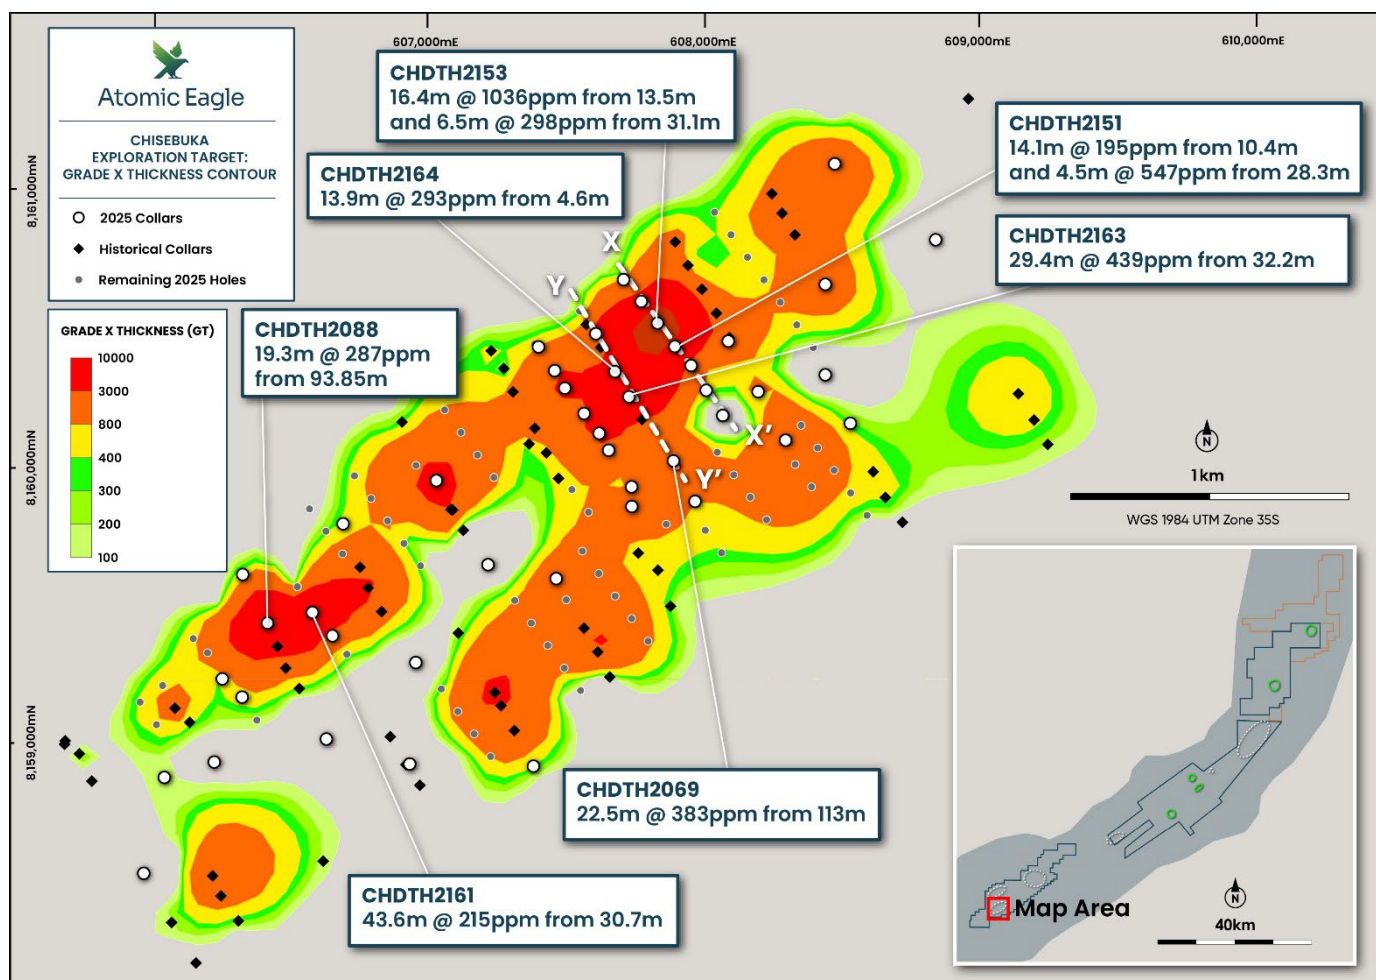 607,000mE
608,000mE
609,000mE
610,000mE
8,161,000mN
8,160,000mN
8,159,000mN
Atomic Eagle
CHISEBUKA
EXPLORATION TARGET:
GRADE X THICKNESS CONTOUR
2025 Collars
Historical Collars
Remaining 2025 Holes
GRADE X THICKNESS (GT)
10000
3000
800
400
300
200
100
CHDTH2153
16.4m @ 1036ppm from 13.5m
and 6.5m @ 298ppm from 31.1m
CHDTH2164
13.9m @ 293ppm from 4.6m
CHDTH2151
14.1m @ 195ppm from 10.4m
and 4.5m @ 547ppm from 28.3m
CHDTH2163
29.4m @ 439ppm from 32.2m
CHDTH2088
19.3m @ 287ppm
from 93.85m
X
Y
X'
Y'
N
1km
WGS 1984 UTM Zone 35S
CHDTH2069
22.5m @ 383ppm from 113m
CHDTH2161
43.6m @ 215ppm from 30.7m
Map Area
N
40km